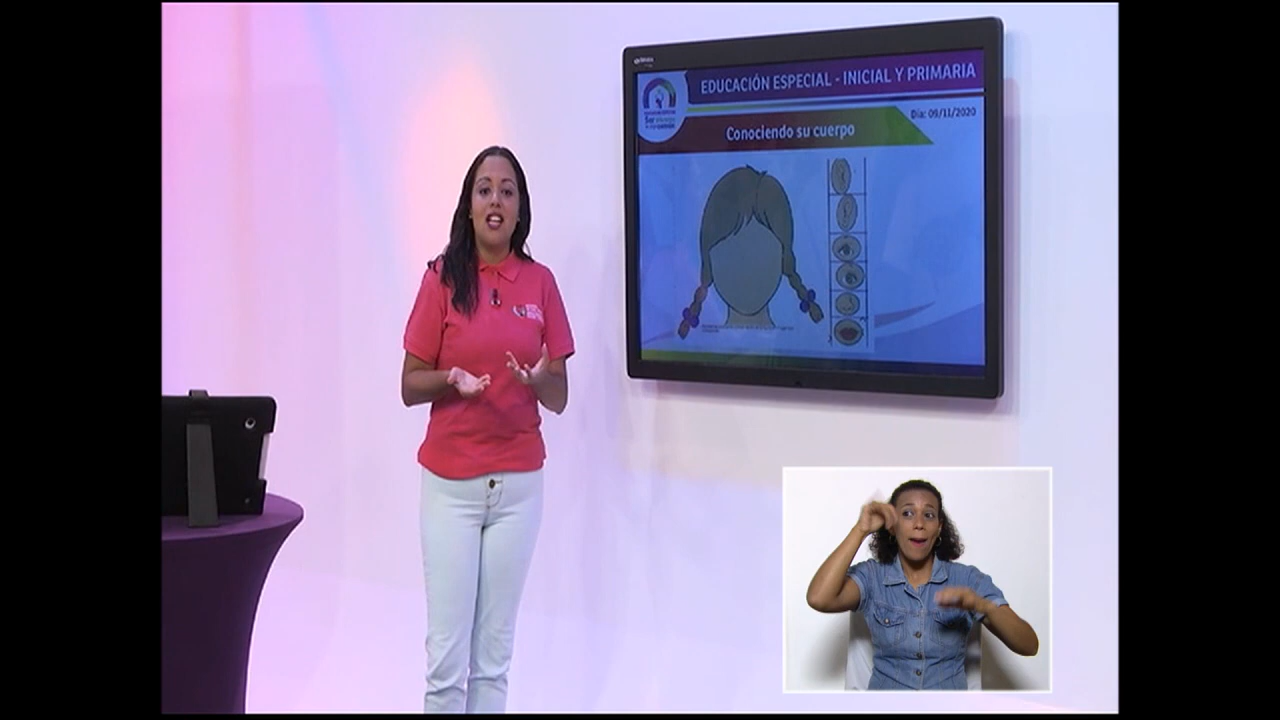 EDUCACIÓN ESPECIAL - INICIAL Y PRIMARIA
Día: 09/11/2020
Conociendo su cuerpo